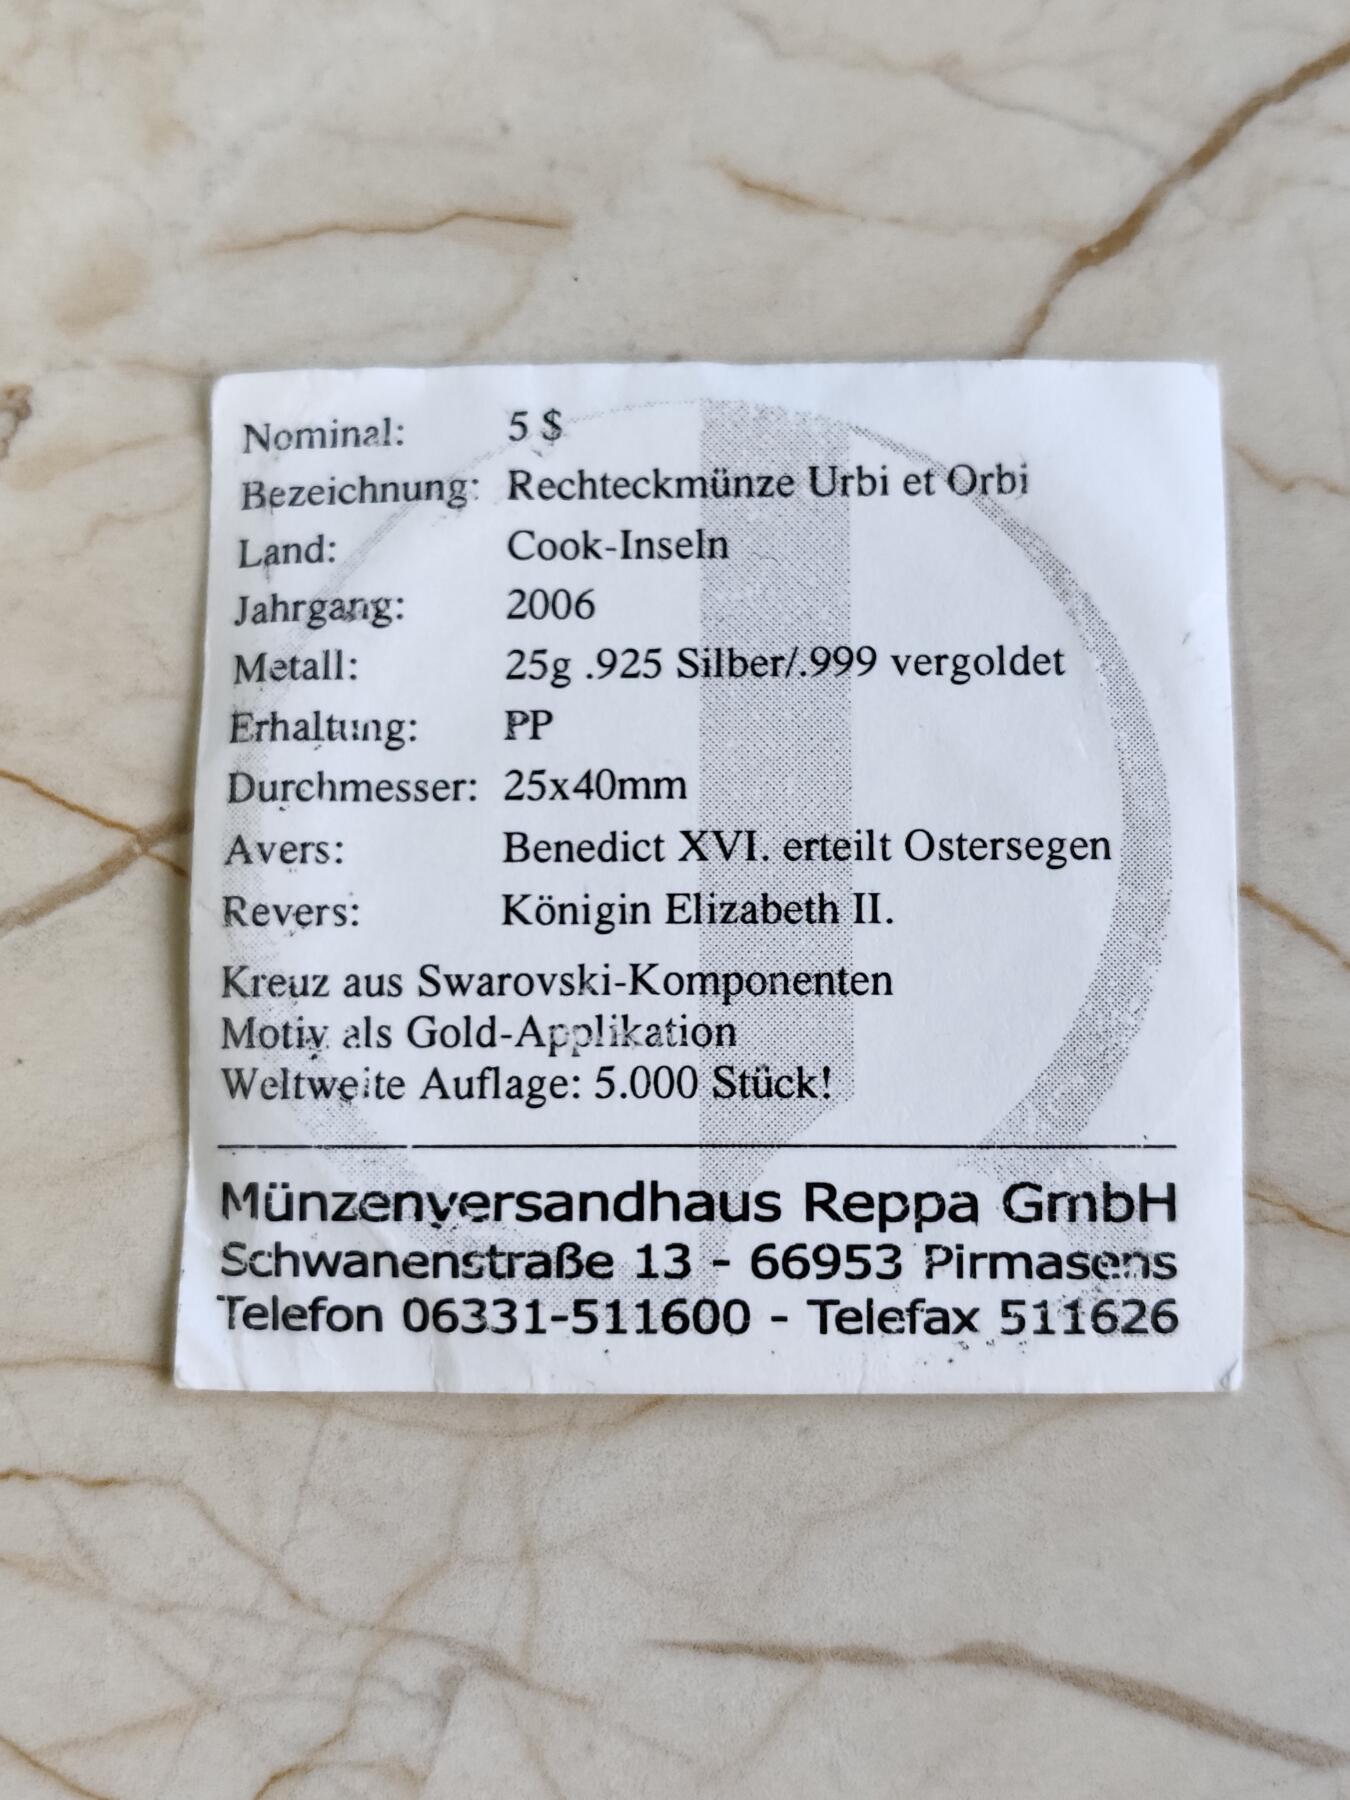 Nominal: 5 $
Bezeichnung: Rechteckmünze Urbi et Orbi
Land: Cook-Inseln
Jahrgang: 2006
Metall: 25g .925 Silber/.999 vergoldet
Erhaltung: PP
Durchmesser: 25x40mm
Avers: Benedict XVI. erteilt Ostersegen
Revers: Königin Elizabeth II.
Kreuz aus Swarovski-Komponenten
Motiv als Gold-Applikation
Weltweite Auflage: 5.000 Stück!
Münzenversandhaus Reppa GmbH
Schwanenstraße 13 - 66953 Pirmasens
Telefon 06331-511600 - Telefax 511626